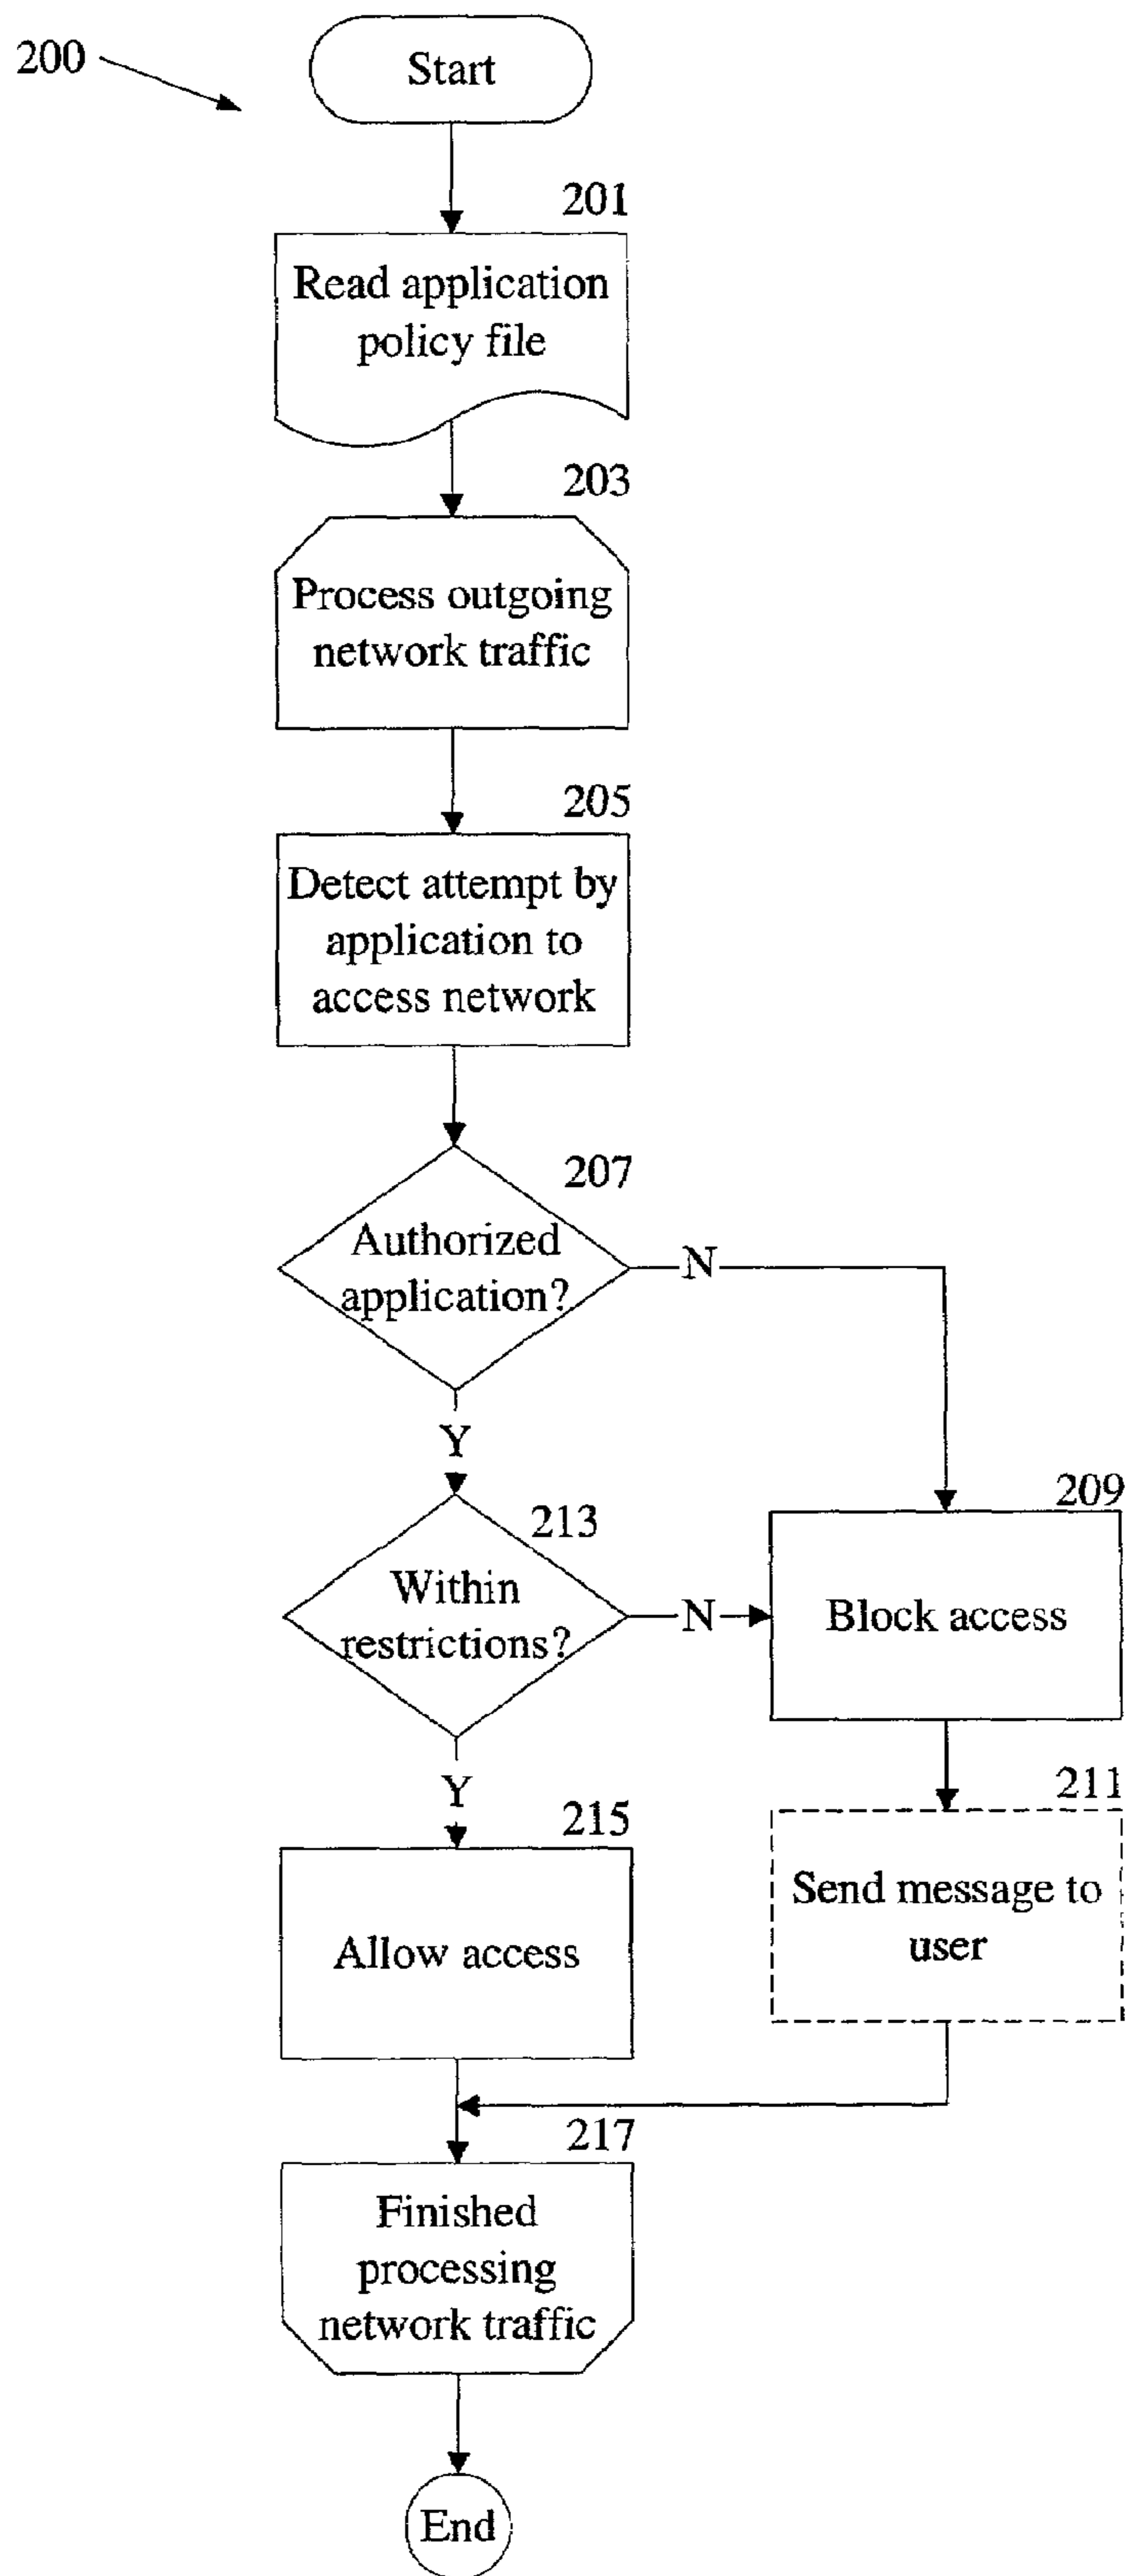 200
Start
201
Read application
policy file
203
Process outgoing
network traffic
205
Detect attempt by
application to
access network
207
Authorized
application?
N
Y
213
Within
restrictions?
N
209
Block access
Y
215
Allow access
211
Send message to
user
217
Finished
processing
network traffic
End